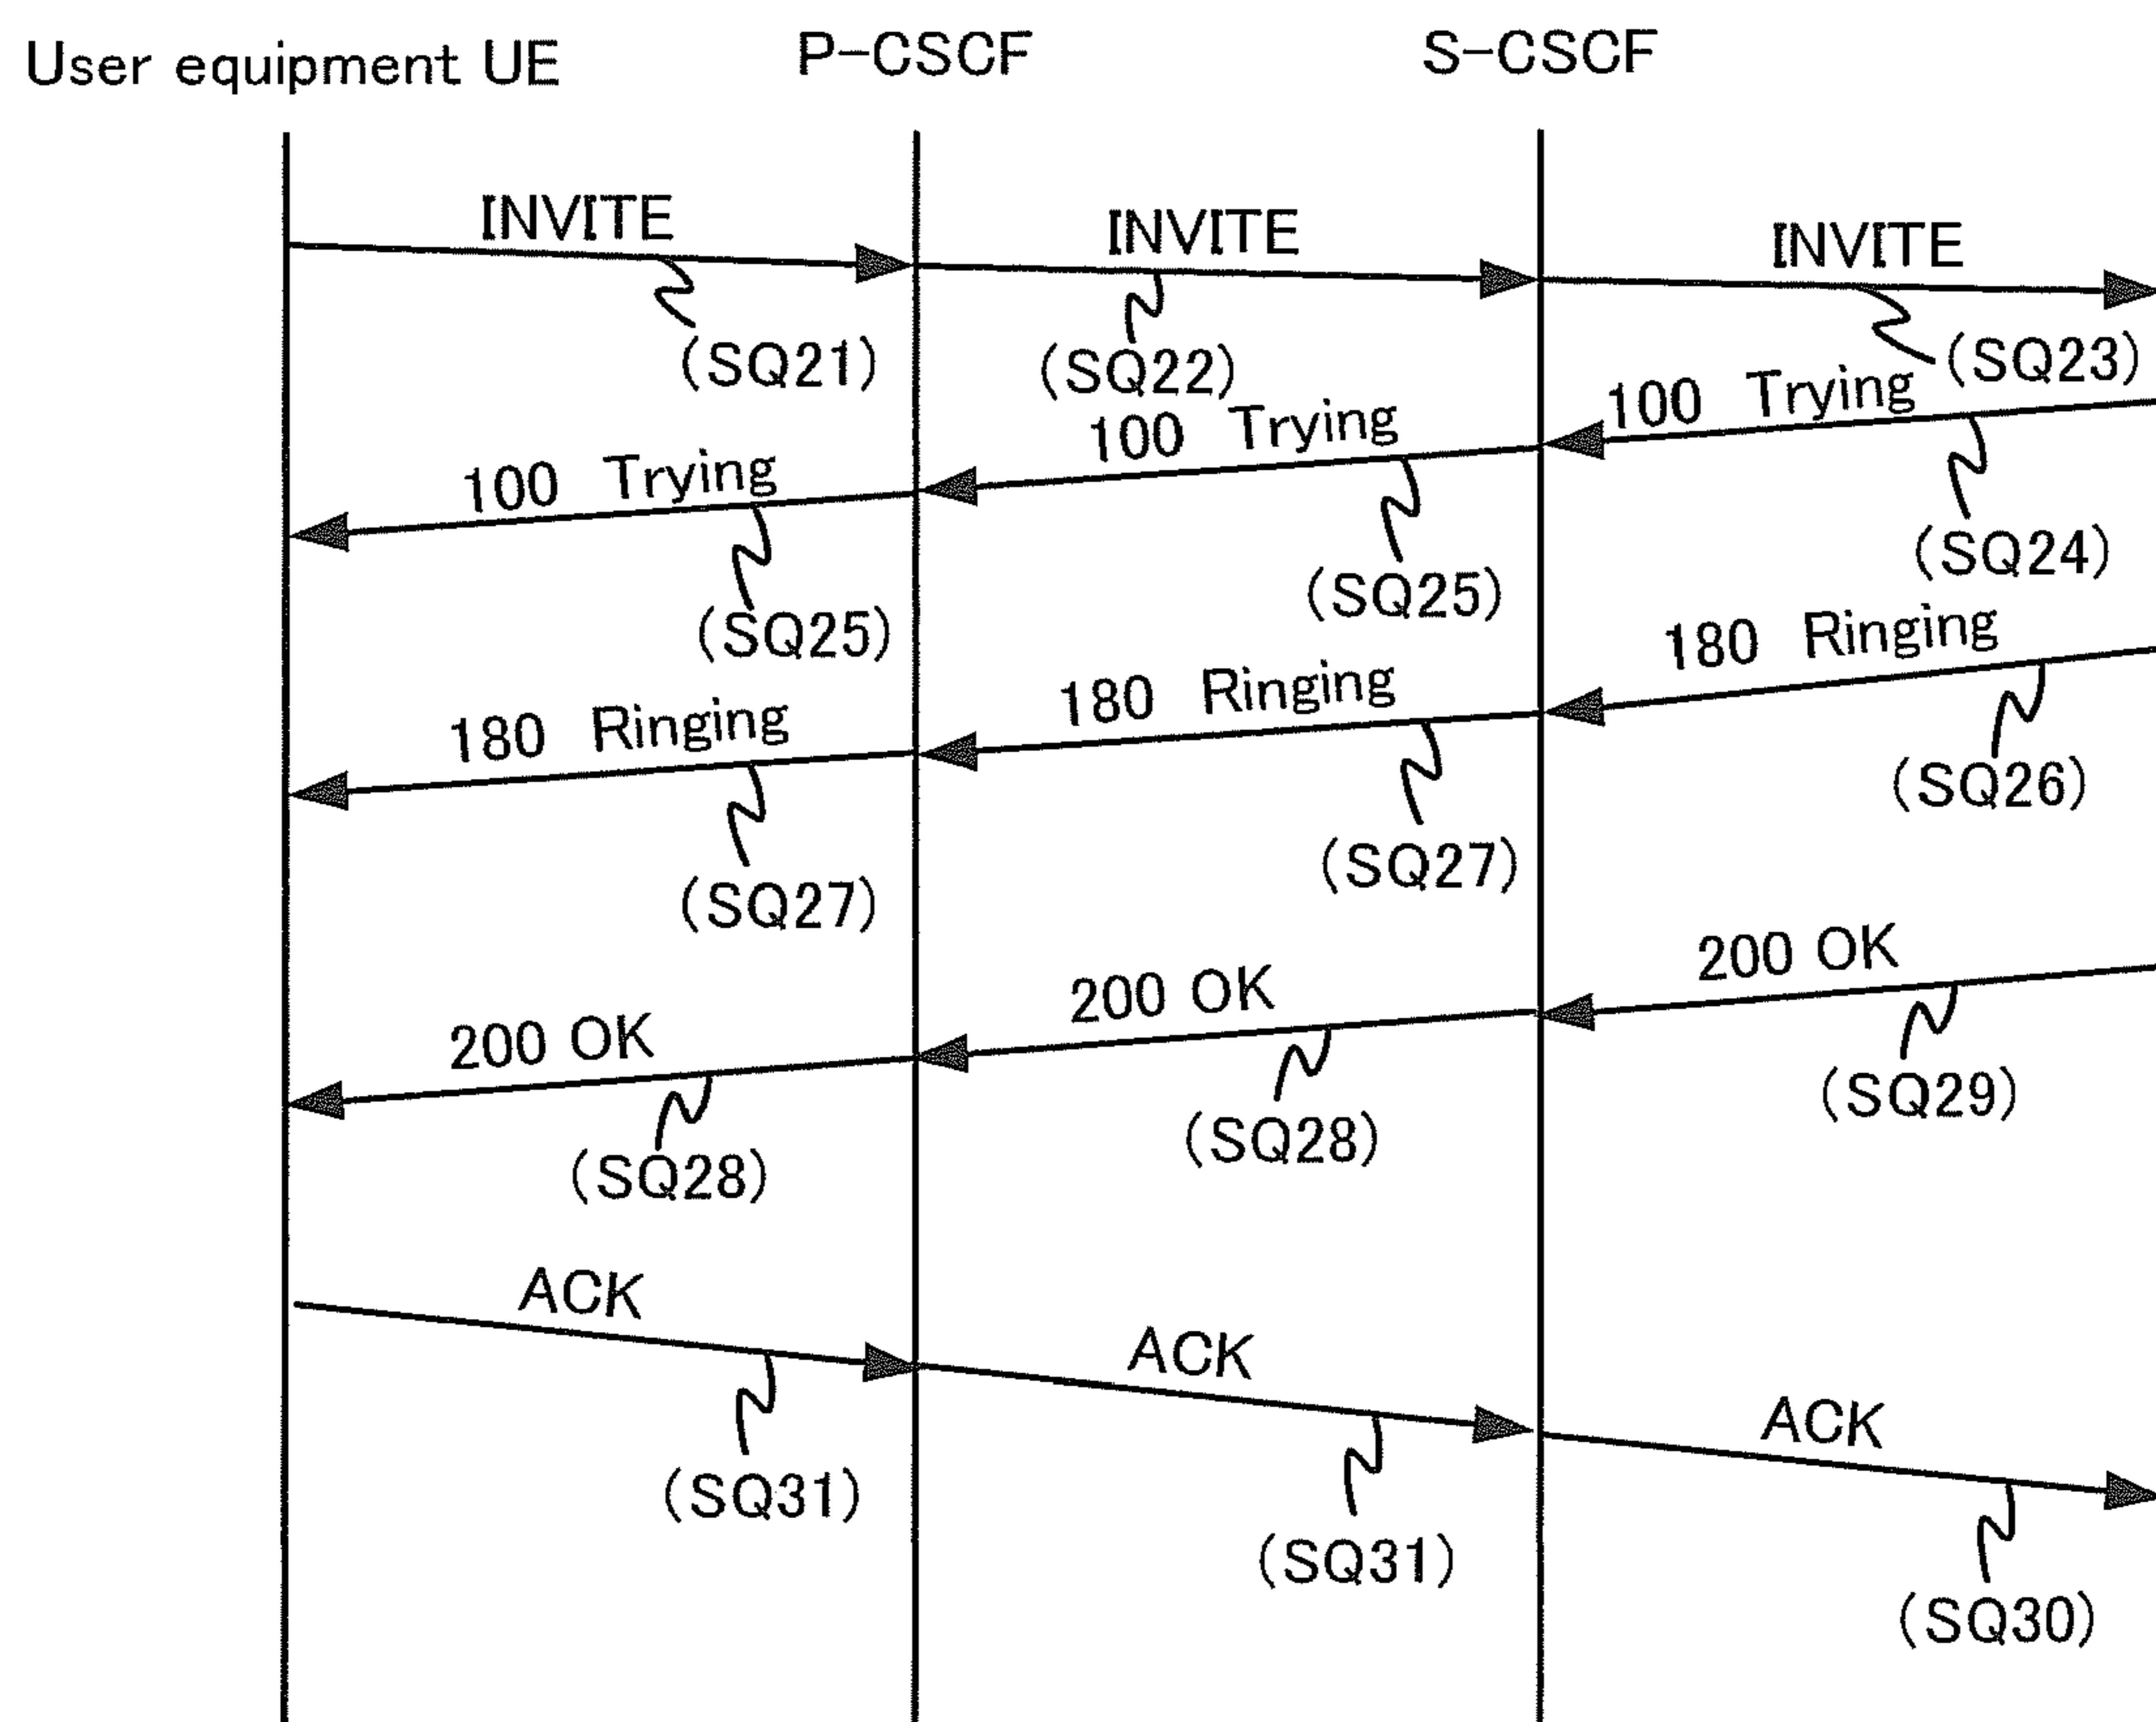 User equipment UE
P-CSCF
S-CSCF
INVITE
INVITE
INVITE
(SQ21)
(SQ22)
(SQ23)
100 Trying
100 Trying
100 Trying
(SQ24)
(SQ25)
(SQ25)
180 Ringing
180 Ringing
180 Ringing
(SQ26)
(SQ27)
(SQ27)
200 OK
200 OK
200 OK
(SQ29)
(SQ28)
(SQ28)
ACK
ACK
ACK
(SQ31)
(SQ31)
(SQ30)